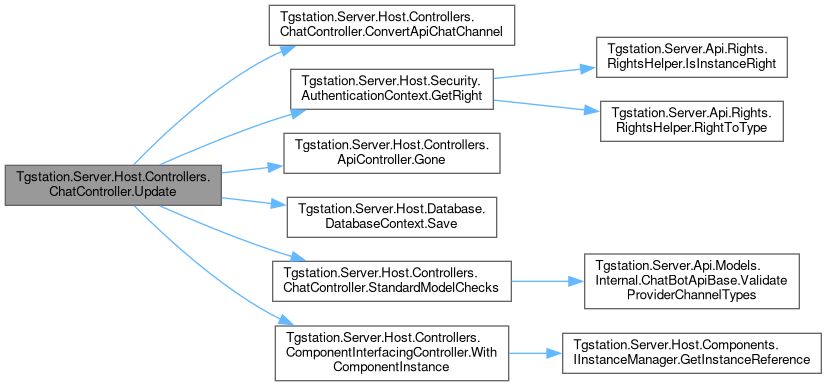 Tgstation.Server.Host.Controllers.
ChatController.Update
Tgstation.Server.Host.Controllers.
ChatController.ConvertApiChatChannel
Tgstation.Server.Host.Security.
AuthenticationContext.GetRight
Tgstation.Server.Api.Rights.
RightsHelper.IsInstanceRight
Tgstation.Server.Api.Rights.
RightsHelper.RightToType
Tgstation.Server.Host.Controllers.
ApiController.Gone
Tgstation.Server.Host.Database.
DatabaseContext.Save
Tgstation.Server.Host.Controllers.
ChatController.StandardModelChecks
Tgstation.Server.Api.Models.
Internal.ChatBotApiBase.Validate
ProviderChannelTypes
Tgstation.Server.Host.Controllers.
ComponentInterfacingController.With
ComponentInstance
Tgstation.Server.Host.Components.
IInstanceManager.GetInstanceReference